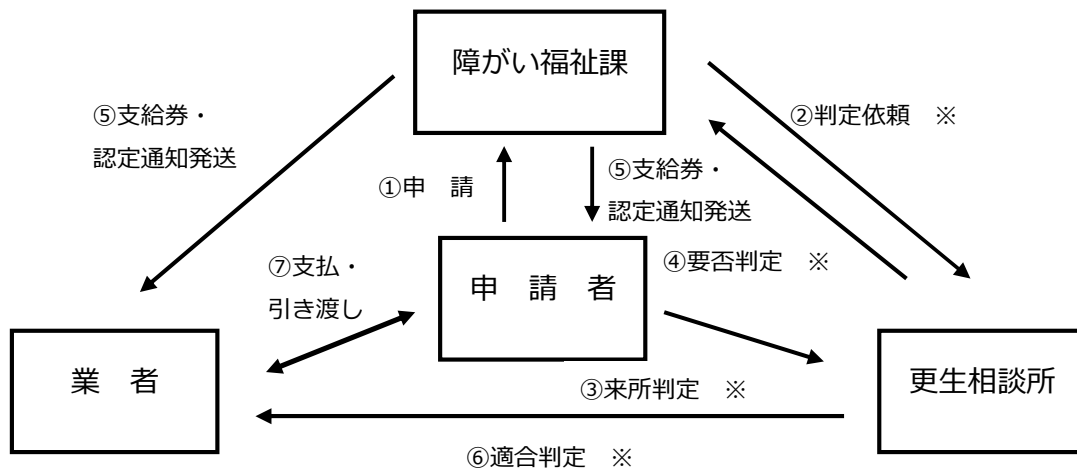 障がい福祉課
⑤支給券・
認定通知発送
②判定依頼　※
①申　請
⑤支給券・
認定通知発送
④要否判定　※
⑦支払・
引き渡し
申　請　者
業　者
更生相談所
③来所判定　※
⑥適合判定　※